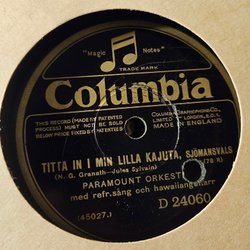 "Magic Notes"
TRADE MARK
Columbia
THIS RECORD (MADE BY PATENTED
PROCESS) MUST NOT BE SOLD
BELOW PRICE FIXED BY PATENTEES
COLUMBIA GRAPHOPHONE CO.
LIMITED, LONDON, E.C.1
MADE IN ENGLAND
TITTA IN I MIN LILLA KAJUTA, SJÖMANSVALS
(N. G. Granath—Jules Sylvain)
(78 R)
PARAMOUNT ORKEST
med refr.sång och hawaiiangitarr
(45027.)
D 24060